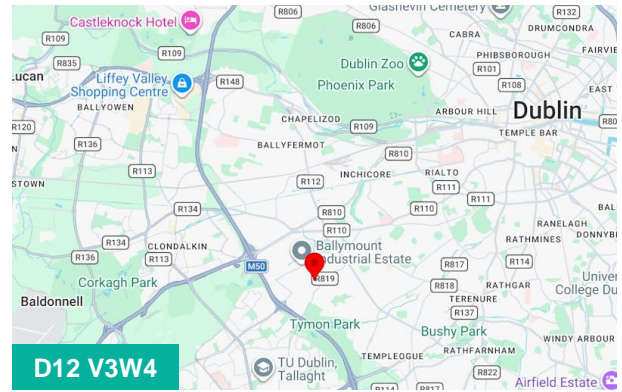 R806
Glasnevin Cemetery
R132
Castleknock Hotel
CABRA
DRUMCONDRA
R109
FAIRVIE
PHIBSBOROUGH
R109
R835
Lucan
Liffey Valley
Shopping Centre
R148
Dublin Zoo
Phoenix Park
R101
R108
EAST
BALLYOWEN
ARBOUR HILL
Dublin
R120
R136
CHAPELIZOD
R109
TEMPLE BAR
R80
BALLYFERMOT
R810
STOWN
R113
R112
INCHICORE
RIALTO
R111
R111
R134
R810
R110
BAL
R110
RANELAGH
DONNYB
R134
CLONDALKIN
Ballymount
Industrial Estate
RATHMINES
R136
R113
M50
R817
R114
Corkagh Park
R819
Univer
College Du
R818
RATHGAR
TERENURE
Baldonnell
R137
Tymon Park
Bushy Park
WINDY ARBOUR
TEMPLEOGUE
RATHFARNHAM
D12 V3W4
TU Dublin,
Tallaght
R822
Airfield Estate
R114